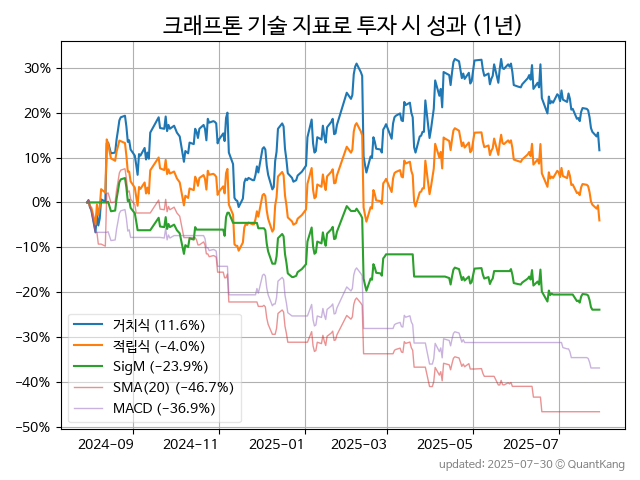 크래프톤 기술 지표로 투자 시 성과 (1년)
30%
20%
10%
0%
−10%
−20%
−30%
−40%
−50%
거치식 (11.6%)
적립식 (−4.0%)
SigM (−23.9%)
SMA(20) (−46.7%)
MACD (−36.9%)
2024-09 2024-11 2025-01 2025-03 2025-05 2025-07
updated: 2025-07-30 © QuantKang